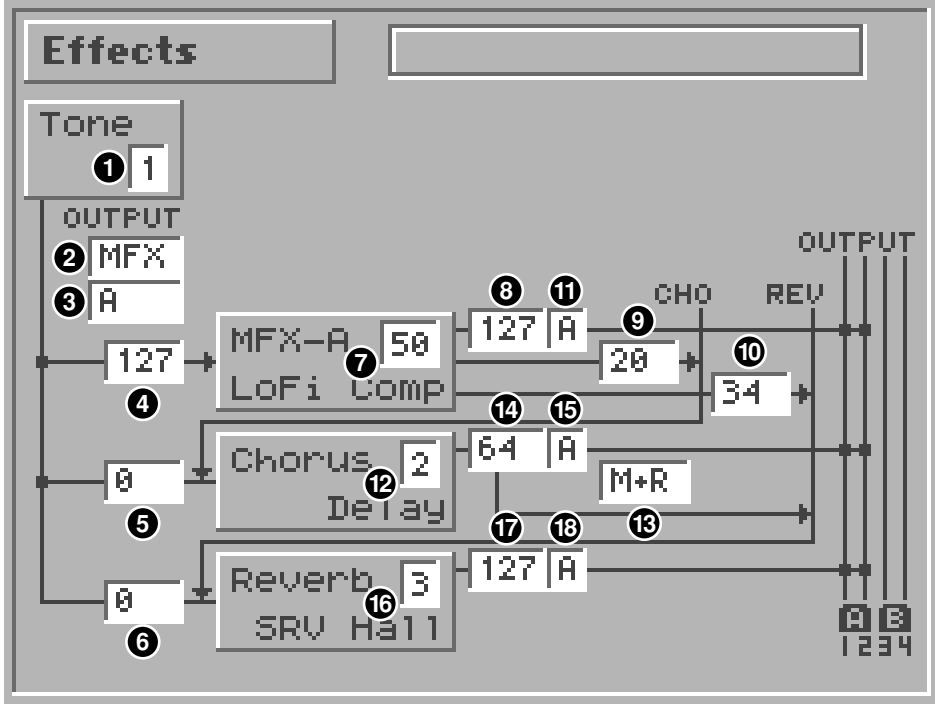 Effects
Tone
1 1
OUTPUT
2 MFX
3 A
OUTPUT
8 11 CHO REV
127 A 9
MFX-A 50 20 10
127 7 34
LoFi Comp
4
14 15
Chorus 2 64 A
0 12 M+R
Delay
5 17 18 13
Reverb 3 127 A
0 16
SRV Hall
6
A B
1 2 3 4